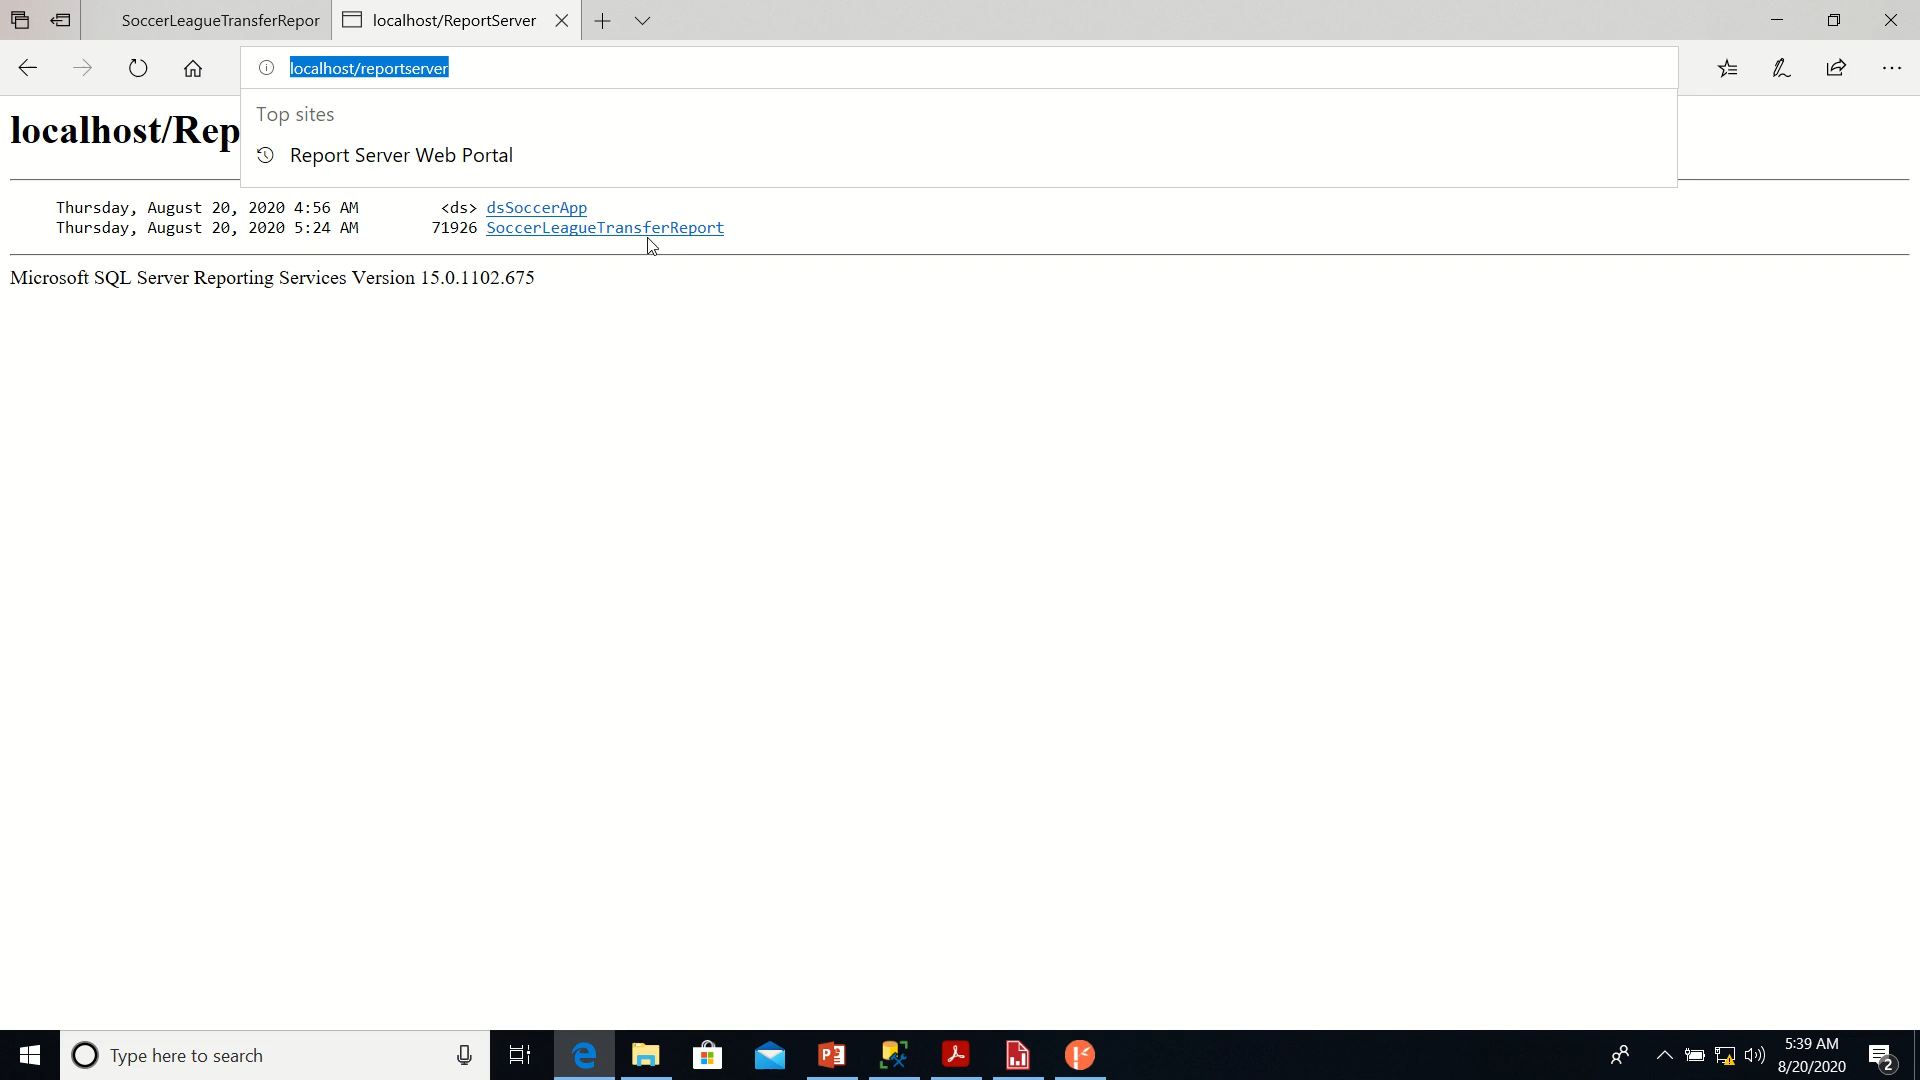 SoccerLeagueTransferRepor
localhost/ReportServer
localhost/reportserver
Top sites
Report Server Web Portal
localhost/Rep
Thursday, August 20, 2020 4:56 AM <ds> dsSoccerApp
Thursday, August 20, 2020 5:24 AM 71926 SoccerLeagueTransferReport
Microsoft SQL Server Reporting Services Version 15.0.1102.675
Type here to search
5:39 AM
8/20/2020
2